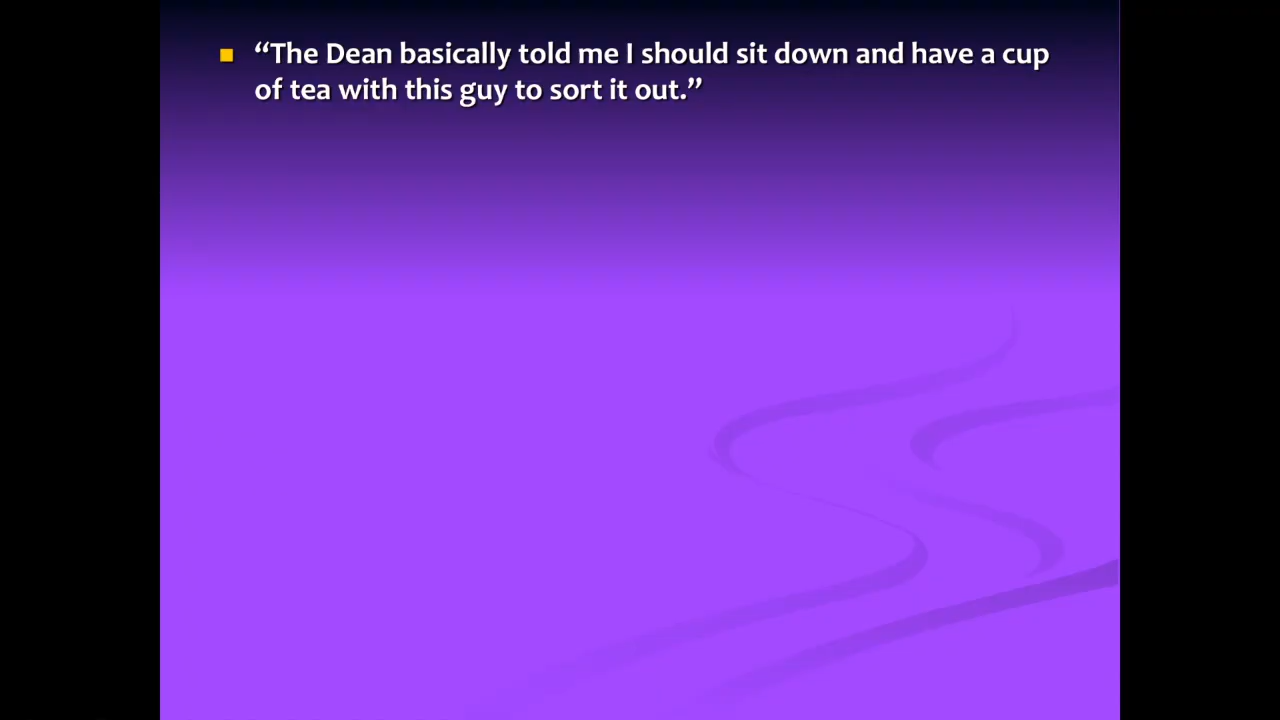 “The Dean basically told me I should sit down and have a cup
of tea with this guy to sort it out.”